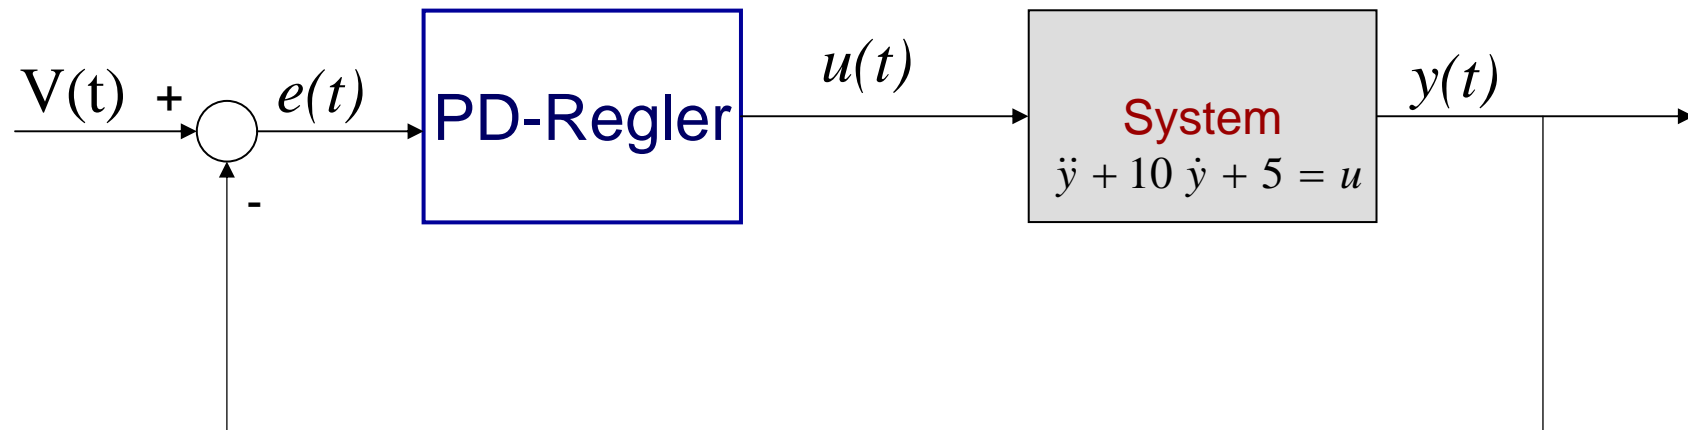 V(t)
+
e(t)
-
PD-Regler
u(t)
System
ÿ + 10 ẏ + 5 = u
y(t)